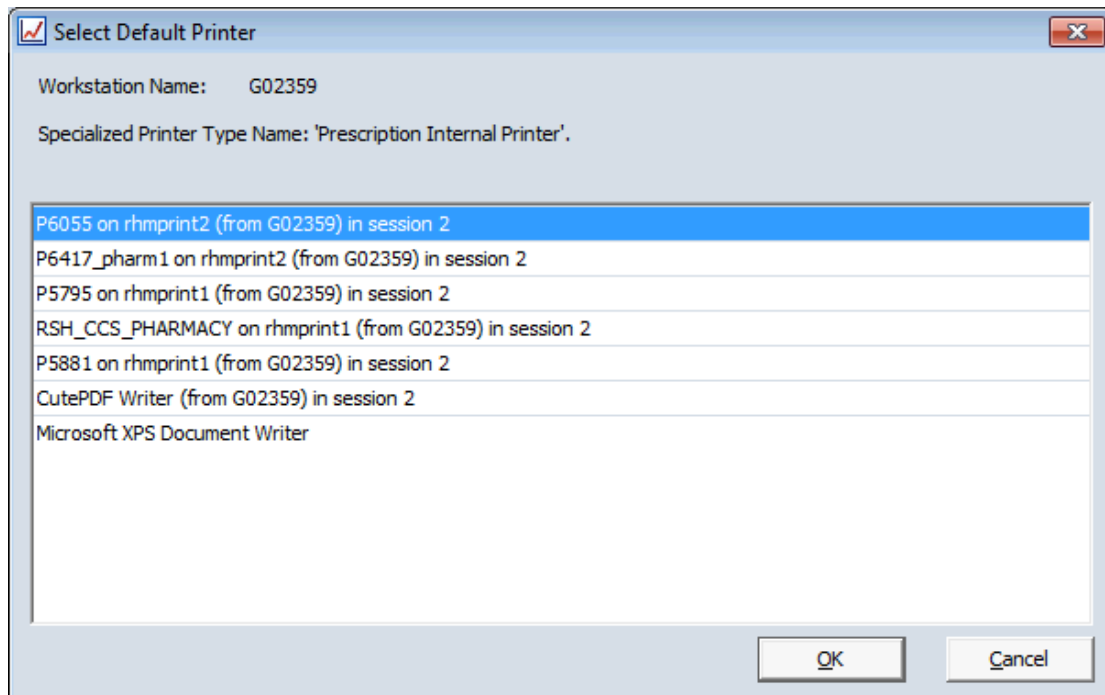 Select Default Printer
Workstation Name: G02359
Specialized Printer Type Name: 'Prescription Internal Printer'.
P6055 on rhmprint2 (from G02359) in session 2
P6417_pharm1 on rhmprint2 (from G02359) in session 2
P5795 on rhmprint1 (from G02359) in session 2
RSH_CCS_PHARMACY on rhmprint1 (from G02359) in session 2
P5881 on rhmprint1 (from G02359) in session 2
CutePDF Writer (from G02359) in session 2
Microsoft XPS Document Writer
OK Cancel